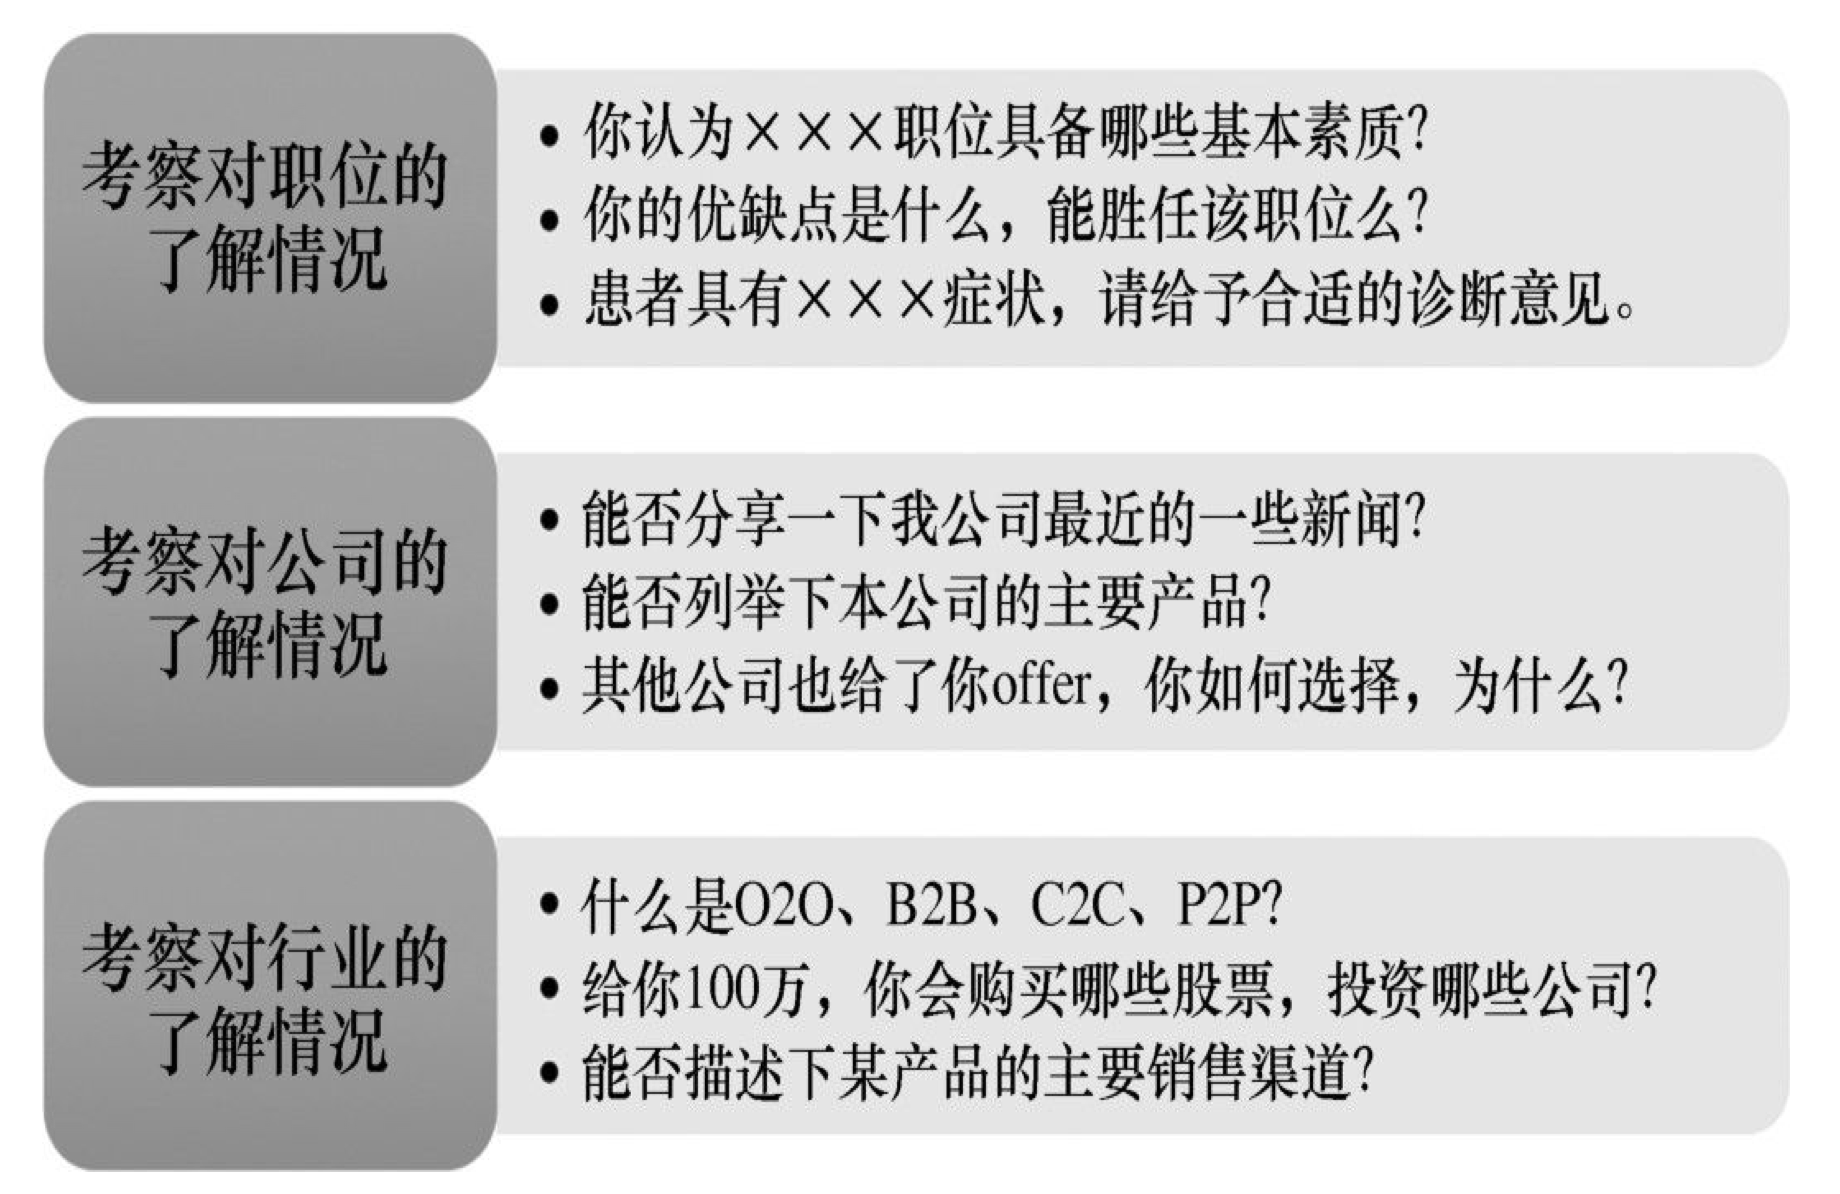 考察对职位的
了解情况
• 你认为×××职位具备哪些基本素质？
• 你的优缺点是什么，能胜任该职位么？
• 患者具有×××症状，请给予合适的诊断意见。
考察对公司的
了解情况
• 能否分享一下我公司最近的一些新闻？
• 能否列举下本公司的主要产品？
• 其他公司也给了你offer，你如何选择，为什么？
考察对行业的
了解情况
• 什么是O2O、B2B、C2C、P2P？
• 给你100万，你会购买哪些股票，投资哪些公司？
• 能否描述下某产品的主要销售渠道？